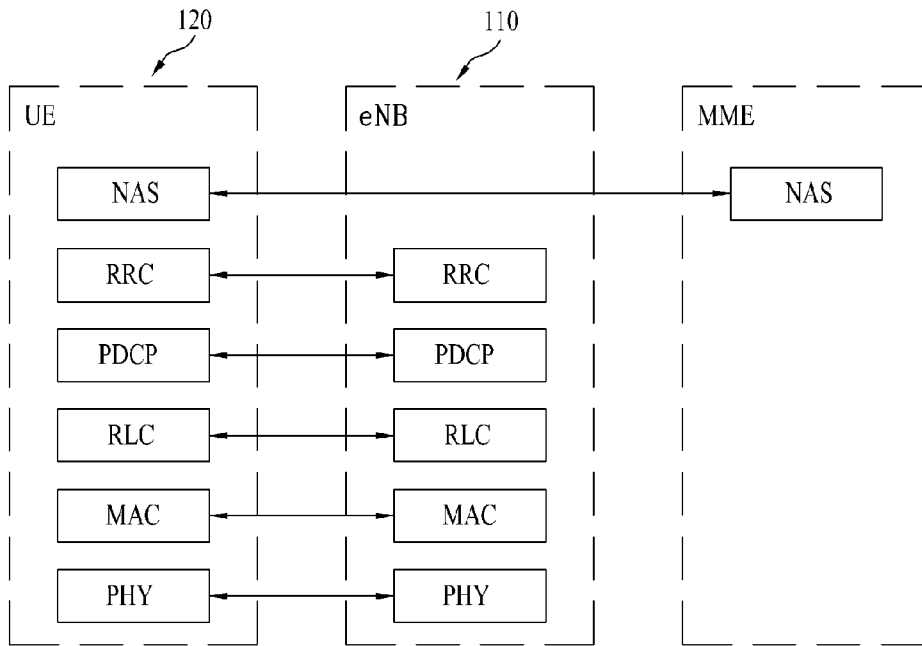 120
110
UE
eNB
MME
NAS
NAS
RRC
RRC
PDCP
PDCP
RLC
RLC
MAC
MAC
PHY
PHY